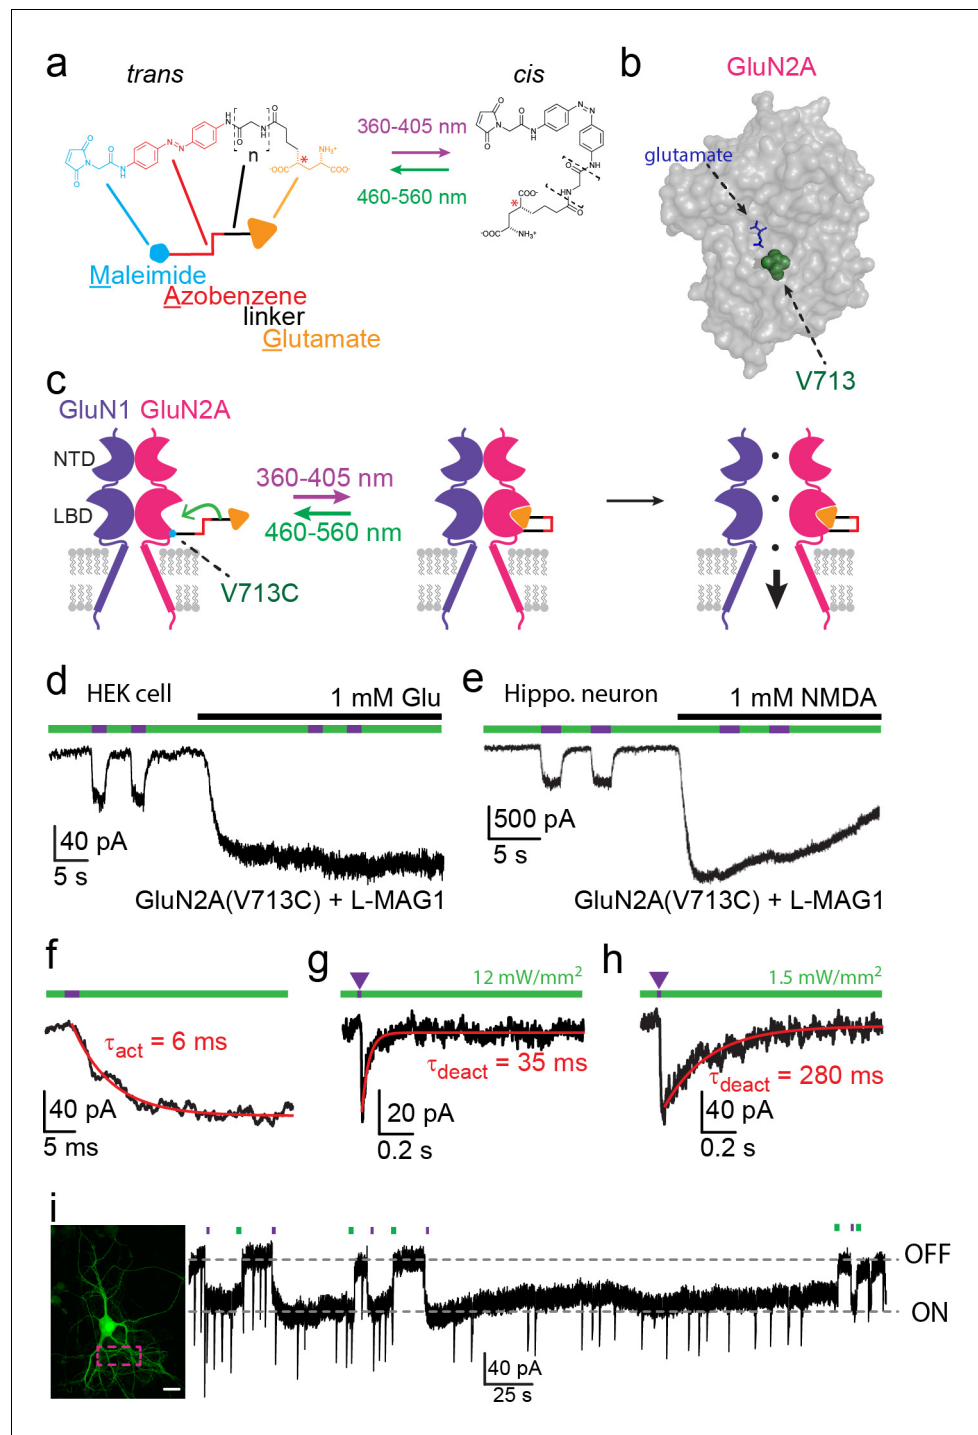 a
trans
cis
360-405 nm
460-560 nm
n
*
*
Maleimide
Azobenzene
linker
Glutamate
b
GluN2A
glutamate
V713
c
GluN1 GluN2A
NTD
LBD
360-405 nm
460-560 nm
V713C
d
HEK cell
1 mM Glu
40 pA
5 s
GluN2A(V713C) + L-MAG1
e
Hippo. neuron
1 mM NMDA
500 pA
5 s
GluN2A(V713C) + L-MAG1
f
τact = 6 ms
40 pA
5 ms
g
12 mW/mm²
τdeact = 35 ms
20 pA
0.2 s
h
1.5 mW/mm²
τdeact = 280 ms
40 pA
0.2 s
i
OFF
ON
40 pA
25 s